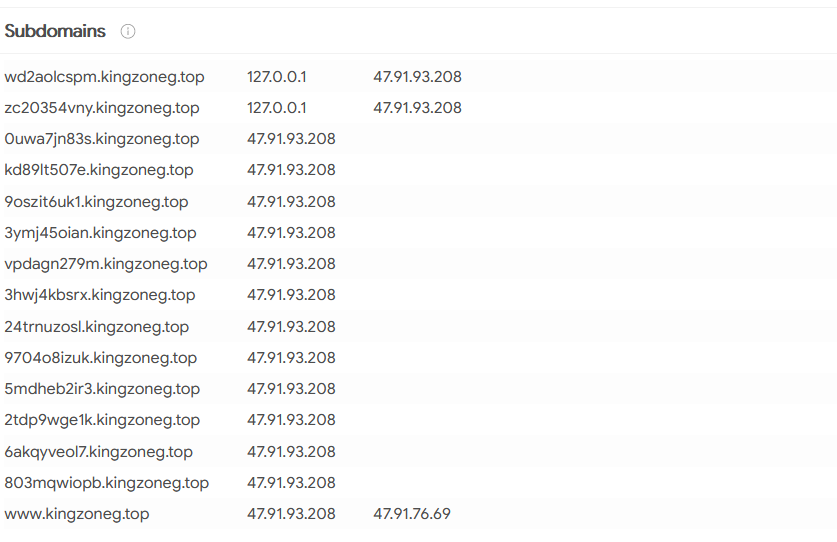 Subdomains
wd2aolcspm.kingzoneg.top 127.0.0.1 47.91.93.208
zc20354vny.kingzoneg.top 127.0.0.1 47.91.93.208
0uwa7jn83s.kingzoneg.top 47.91.93.208
kd89lt507e.kingzoneg.top 47.91.93.208
9oszit6uk1.kingzoneg.top 47.91.93.208
3ymj45oian.kingzoneg.top 47.91.93.208
vpdagn279m.kingzoneg.top 47.91.93.208
3hwj4kbsrx.kingzoneg.top 47.91.93.208
24trnuzosl.kingzoneg.top 47.91.93.208
9704o8izuk.kingzoneg.top 47.91.93.208
5mdheb2ir3.kingzoneg.top 47.91.93.208
2tdp9wge1k.kingzoneg.top 47.91.93.208
6akqyveol7.kingzoneg.top 47.91.93.208
803mqwiopb.kingzoneg.top 47.91.93.208
www.kingzoneg.top 47.91.93.208 47.91.76.69